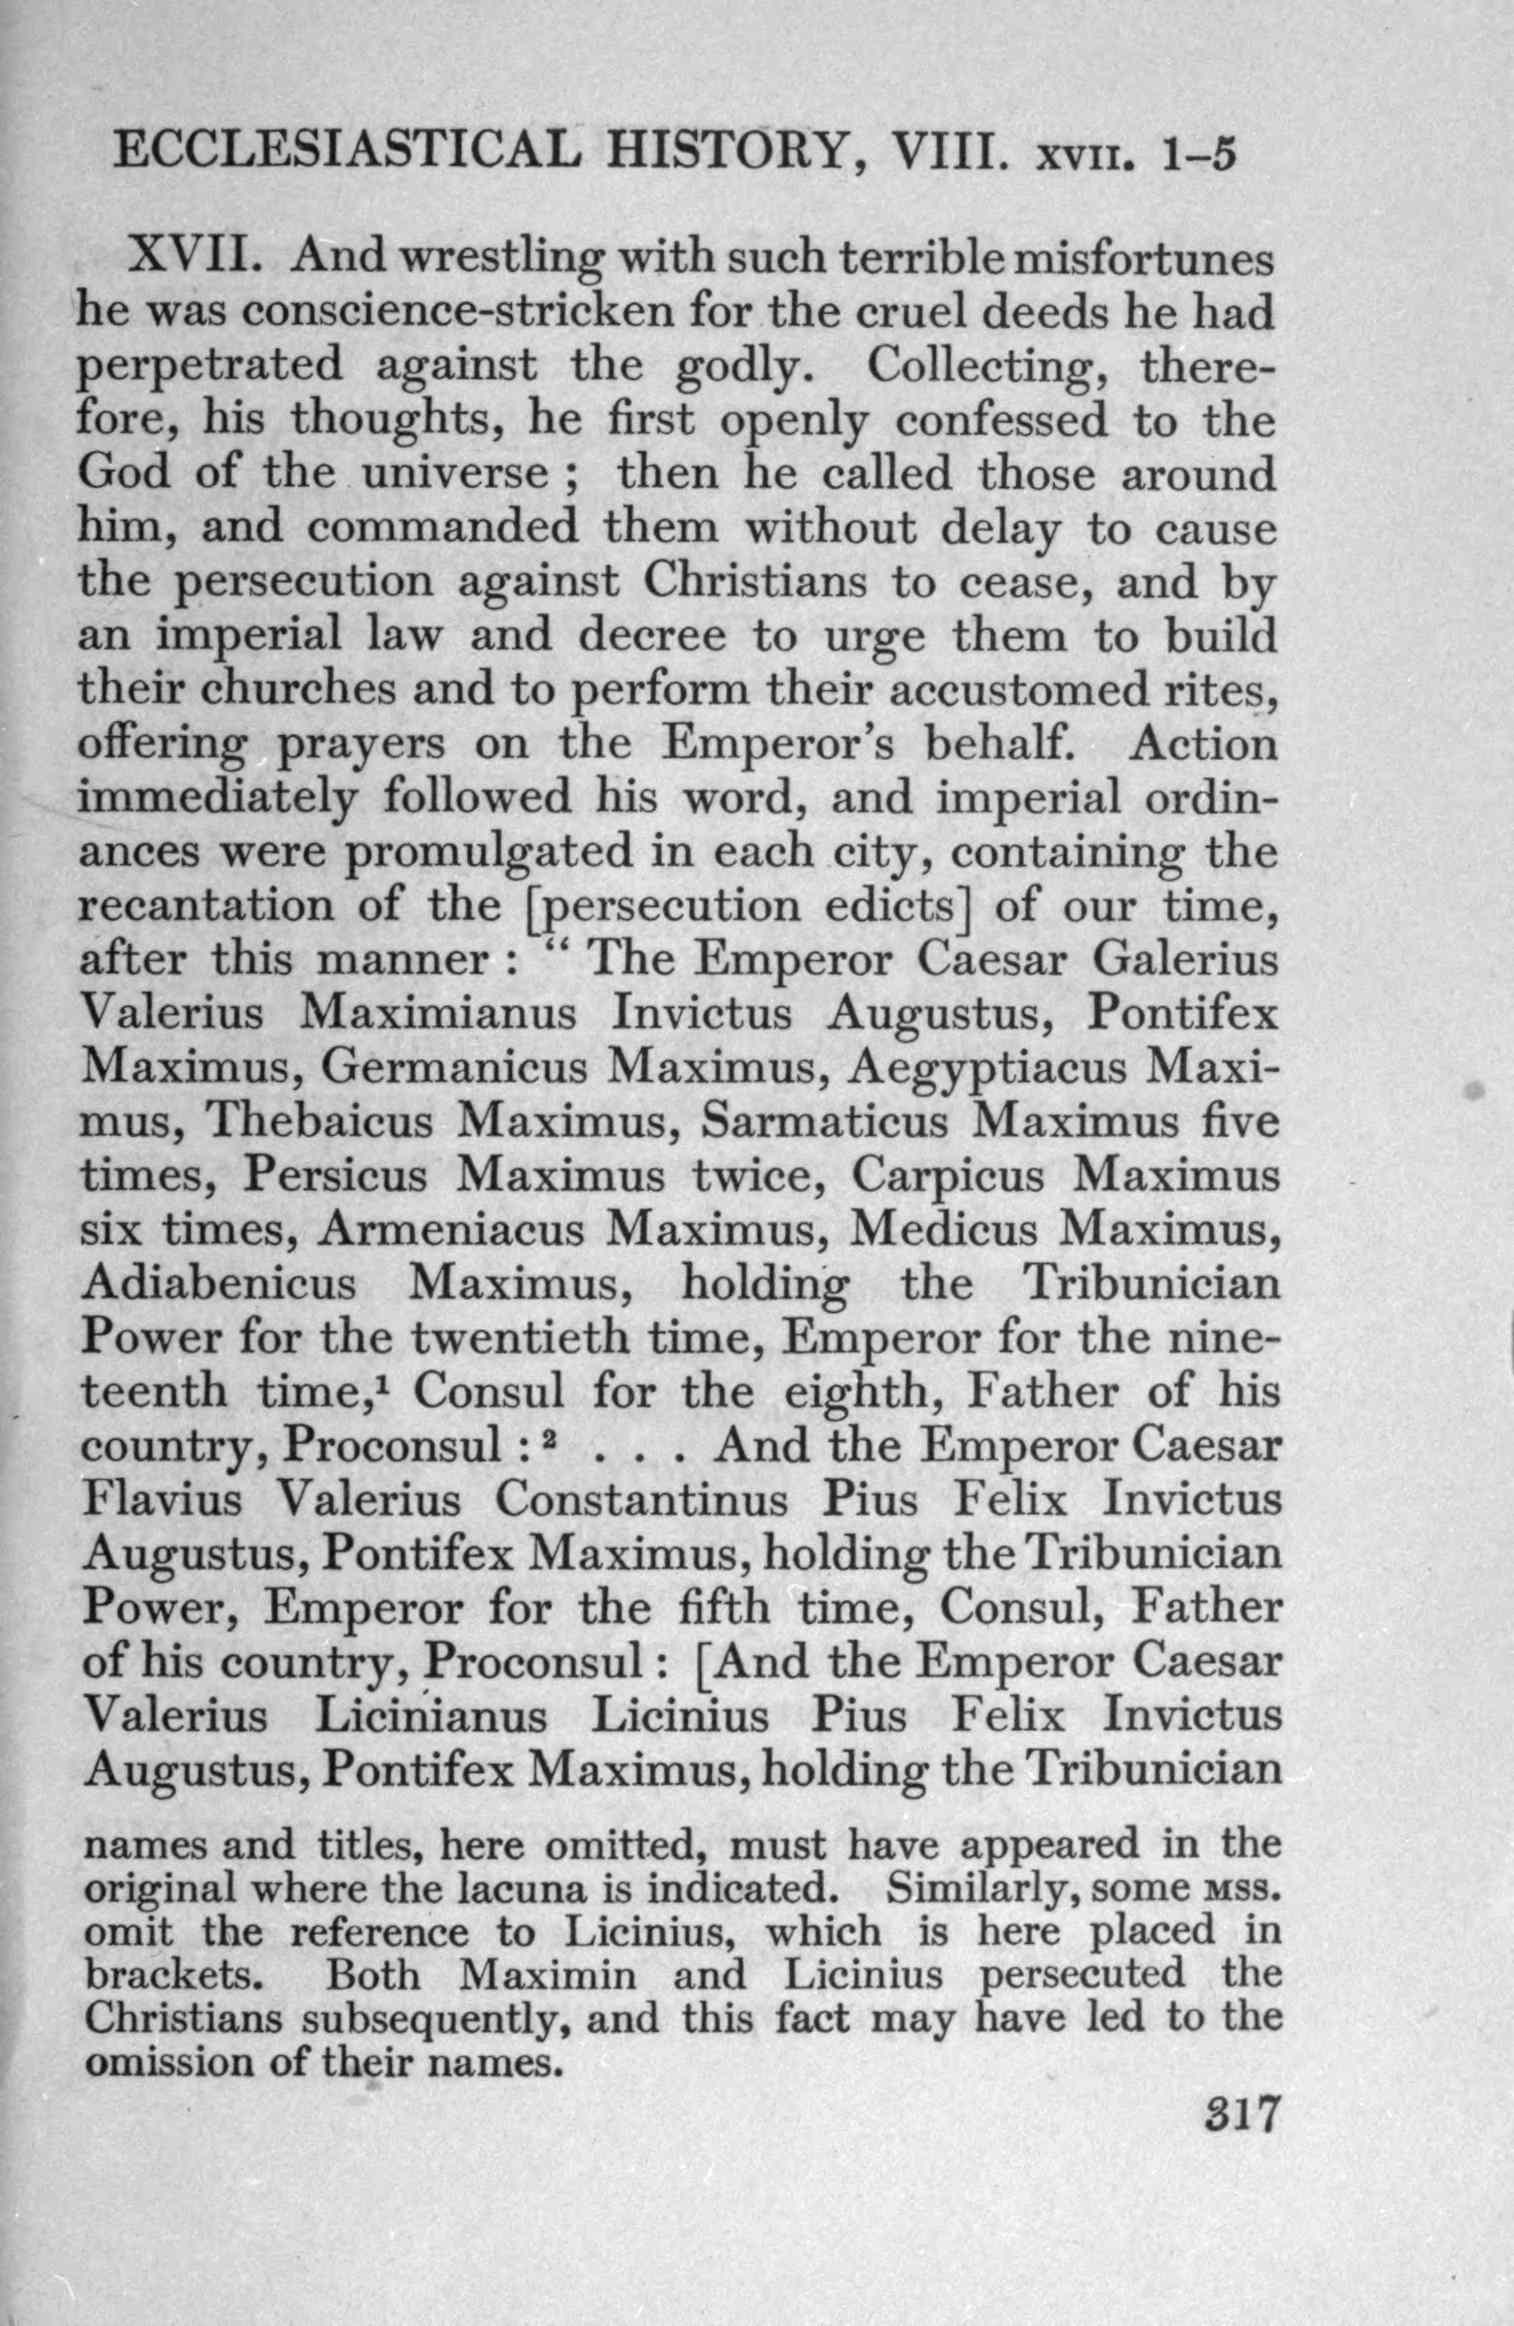 ECCLESIASTICAL HISTORY, VIII. XVII. 1–5
XVII. And wrestling with such terrible misfortunes
he was conscience-stricken for the cruel deeds he had
perpetrated against the godly. Collecting, there-
fore, his thoughts, he first openly confessed to the
God of the universe ; then he called those around
him, and commanded them without delay to cause
the persecution against Christians to cease, and by
an imperial law and decree to urge them to build
their churches and to perform their accustomed rites,
offering prayers on the Emperor's behalf. Action
immediately followed his word, and imperial ordin-
ances were promulgated in each city, containing the
recantation of the [persecution edicts] of our time,
after this manner : “ The Emperor Caesar Galerius
Valerius Maximianus Invictus Augustus, Pontifex
Maximus, Germanicus Maximus, Aegyptiacus Maxi-
mus, Thebaicus Maximus, Sarmaticus Maximus five
times, Persicus Maximus twice, Carpicus Maximus
six times, Armeniacus Maximus, Medicus Maximus,
Adiabenicus Maximus, holding the Tribunician
Power for the twentieth time, Emperor for the nine-
teenth time,¹ Consul for the eighth, Father of his
country, Proconsul : ² . . . And the Emperor Caesar
Flavius Valerius Constantinus Pius Felix Invictus
Augustus, Pontifex Maximus, holding the Tribunician
Power, Emperor for the fifth time, Consul, Father
of his country, Proconsul : [And the Emperor Caesar
Valerius Licinianus Licinius Pius Felix Invictus
Augustus, Pontifex Maximus, holding the Tribunician
names and titles, here omitted, must have appeared in the
original where the lacuna is indicated. Similarly, some MSS.
omit the reference to Licinius, which is here placed in
brackets. Both Maximin and Licinius persecuted the
Christians subsequently, and this fact may have led to the
omission of their names.
317